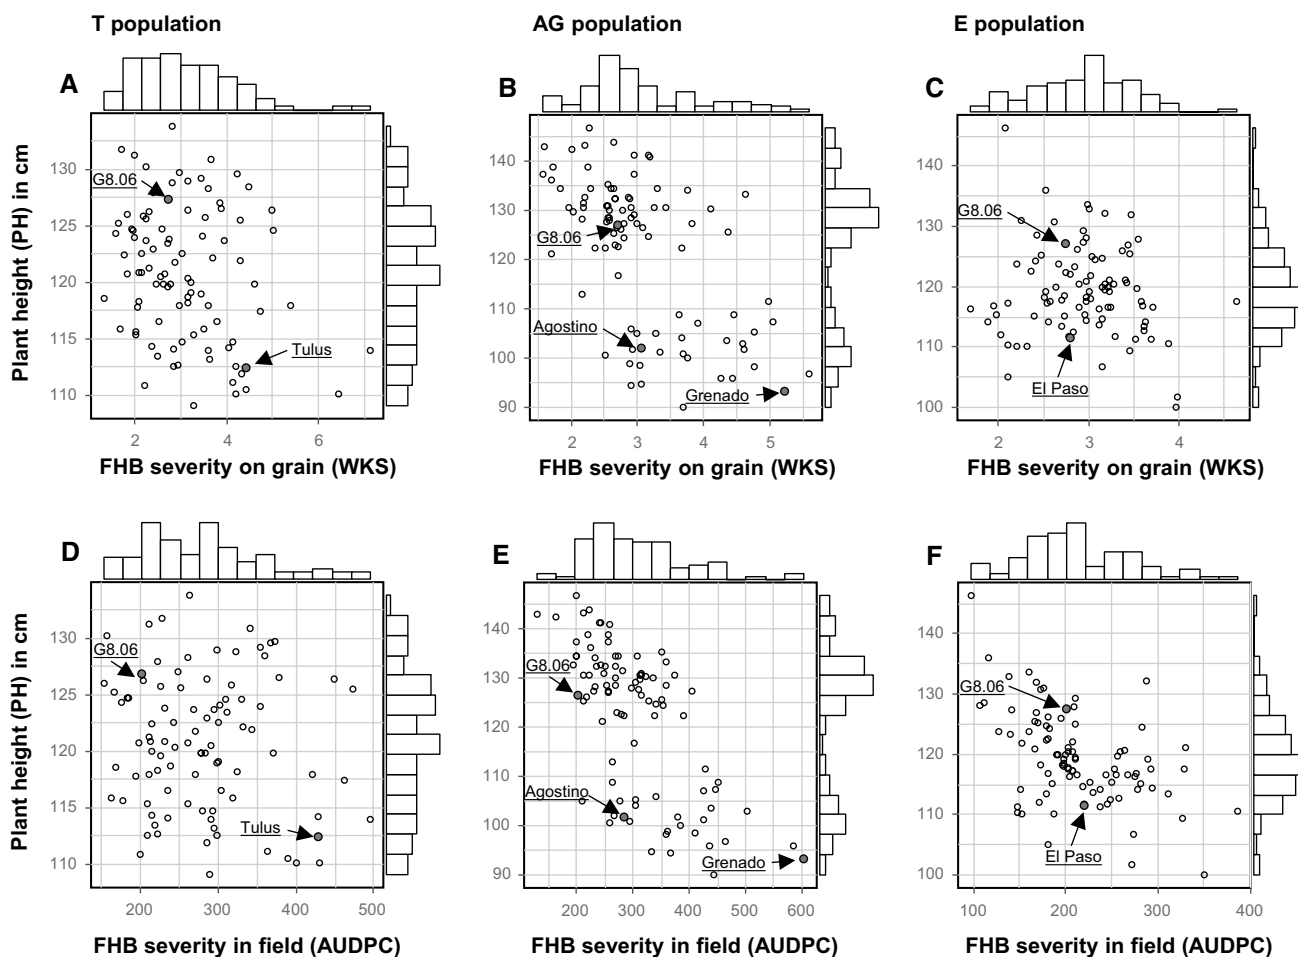 T population
AG population
E population
A
B
C
130
125
120
115
110
G8.06
Tulus
2
4
6
140
130
120
110
100
90
G8.06
Agostino
Grenado
2
3
4
5
140
130
120
110
100
G8.06
El Paso
2
3
4
Plant height (PH) in cm
FHB severity on grain (WKS)
FHB severity on grain (WKS)
FHB severity on grain (WKS)
D
E
F
130
125
120
115
110
G8.06
Tulus
200
300
400
500
140
130
120
110
100
90
G8.06
Agostino
Grenado
200
300
400
500
600
140
130
120
110
100
G8.06
El Paso
100
200
300
400
Plant height (PH) in cm
FHB severity in field (AUDPC)
FHB severity in field (AUDPC)
FHB severity in field (AUDPC)